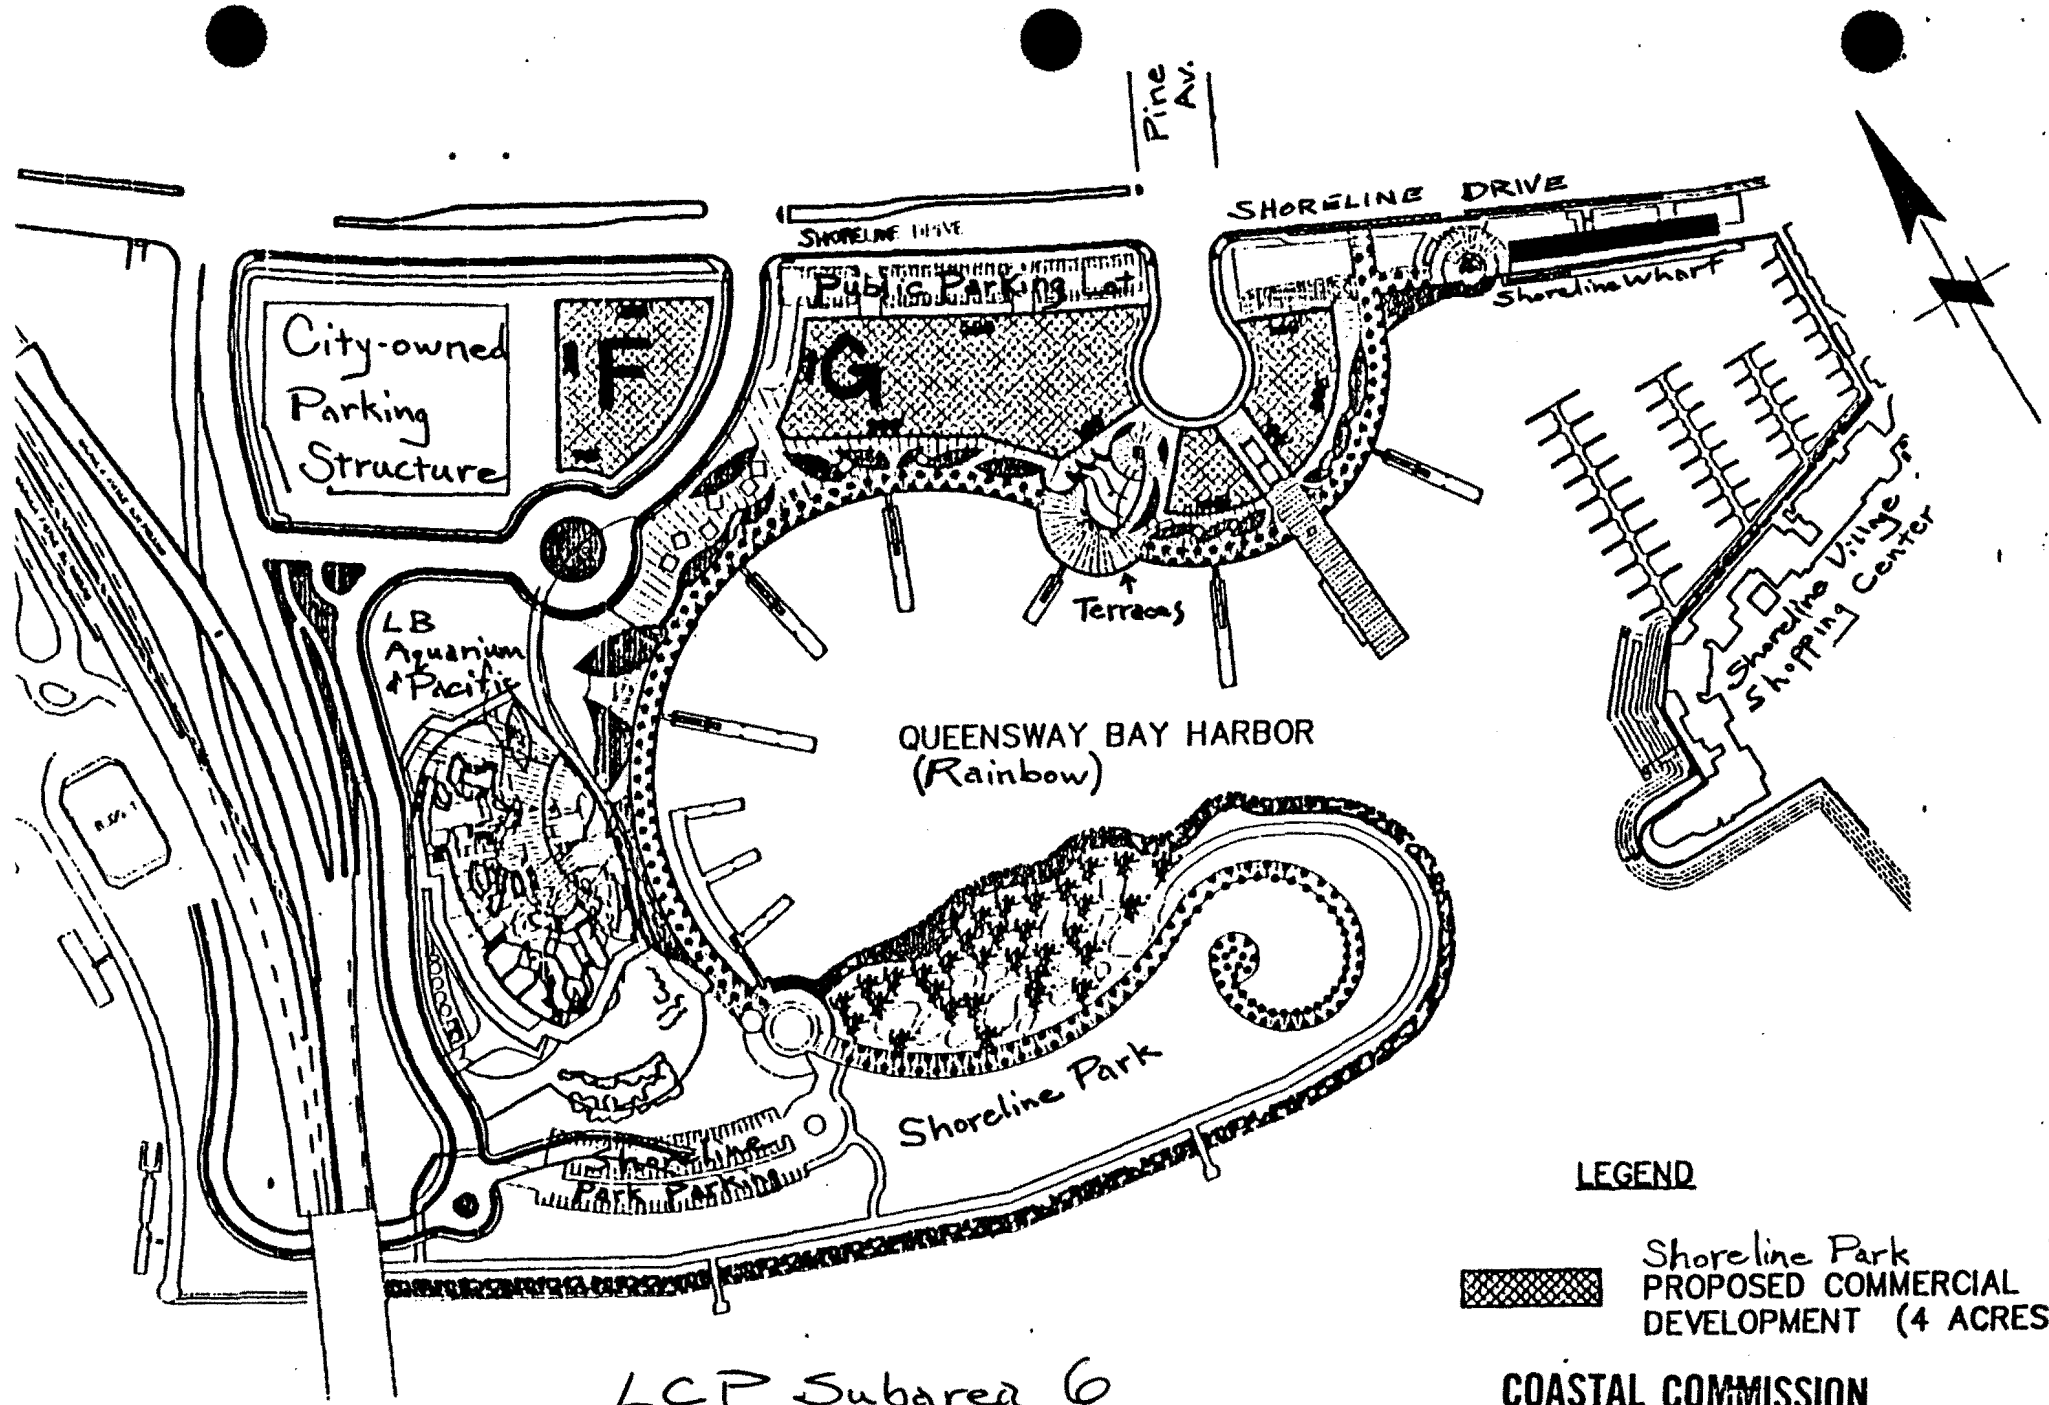 Pine
Av.
SHORELINE DRIVE
SHORELINE DRIVE
Public Parking Lot
Shoreline Wharf
City-owned
Parking
Structure
F
G
Terraces
LB
Aquarium
of Pacific
Shoreline Village
Shopping Center
QUEENSWAY BAY HARBOR
(Rainbow)
Shoreline Park
Shoreline
Park Parking
LEGEND
Shoreline Park
PROPOSED COMMERCIAL
DEVELOPMENT (4 ACRES
LCP Subarea 6
COASTAL COMMISSION